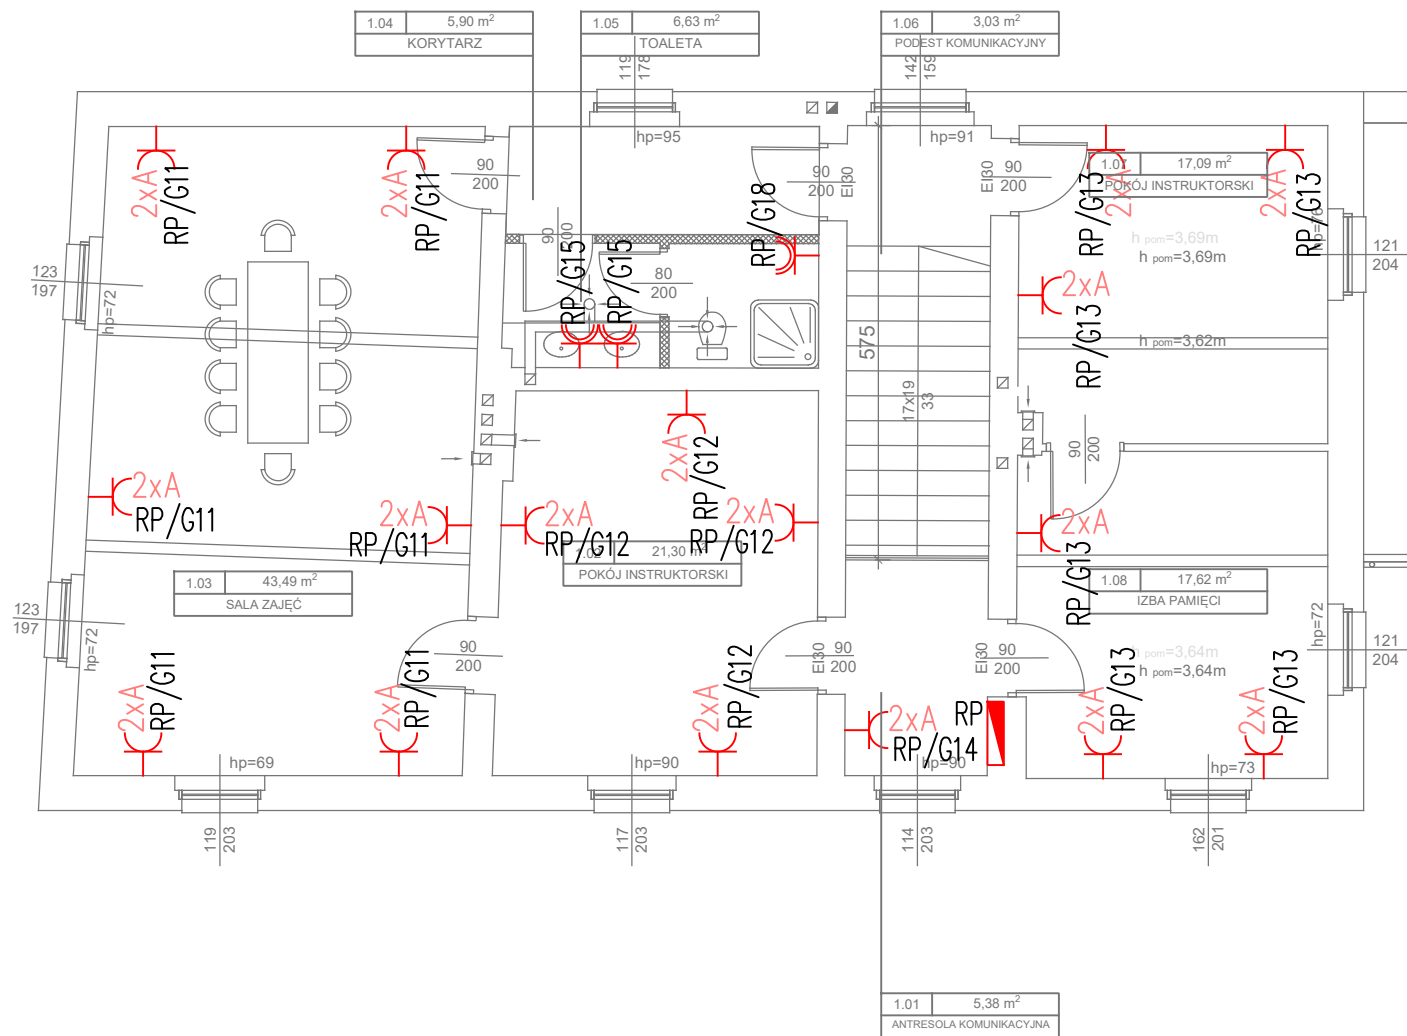 1.04 5,90 m²
KORYTARZ
1.05 6,63 m²
TOALETA
1.06 3,03 m²
PODEST KOMUNIKACYJNY
119
178
142
159
hp=95
hp=91
90
200
90
200
EI30
EI30
90
200
1.07 17,09 m²
POKÓJ INSTRUKTORSKI
2xA
RP/G11
2xA
RP/G11
RP/G18
RP/G13
2xA
2xA
RP/G13
hp=76
121
204
90
200
RP/G15
RP/G15
80
200
h pom=3,69m
h pom=3,69m
123
197
hp=72
2xA
RP/G13
h pom=3,62m
575
17x19
33
90
200
2xA
RP/G11
2xA
RP/G11
2xA
RP/G12
2xA
RP/G12
2xA
RP/G12
2xA
RP/G13
1.02 21,30 m²
POKÓJ INSTRUKTORSKI
1.03 43,49 m²
SALA ZAJĘĆ
1.08 17,62 m²
IZBA PAMIĘCI
123
197
hp=72
hp=72
121
204
90
200
EI30
90
200
EI30
90
200
h pom=3,64m
h pom=3,64m
2xA
RP/G11
2xA
RP/G11
2xA
RP/G12
2xA
RP/G14
RP
2xA
RP/G13
2xA
RP/G13
hp=69
hp=90
hp=90
hp=73
119
203
117
203
114
203
162
201
1.01 5,38 m²
ANTRESOLA KOMUNIKACYJNA